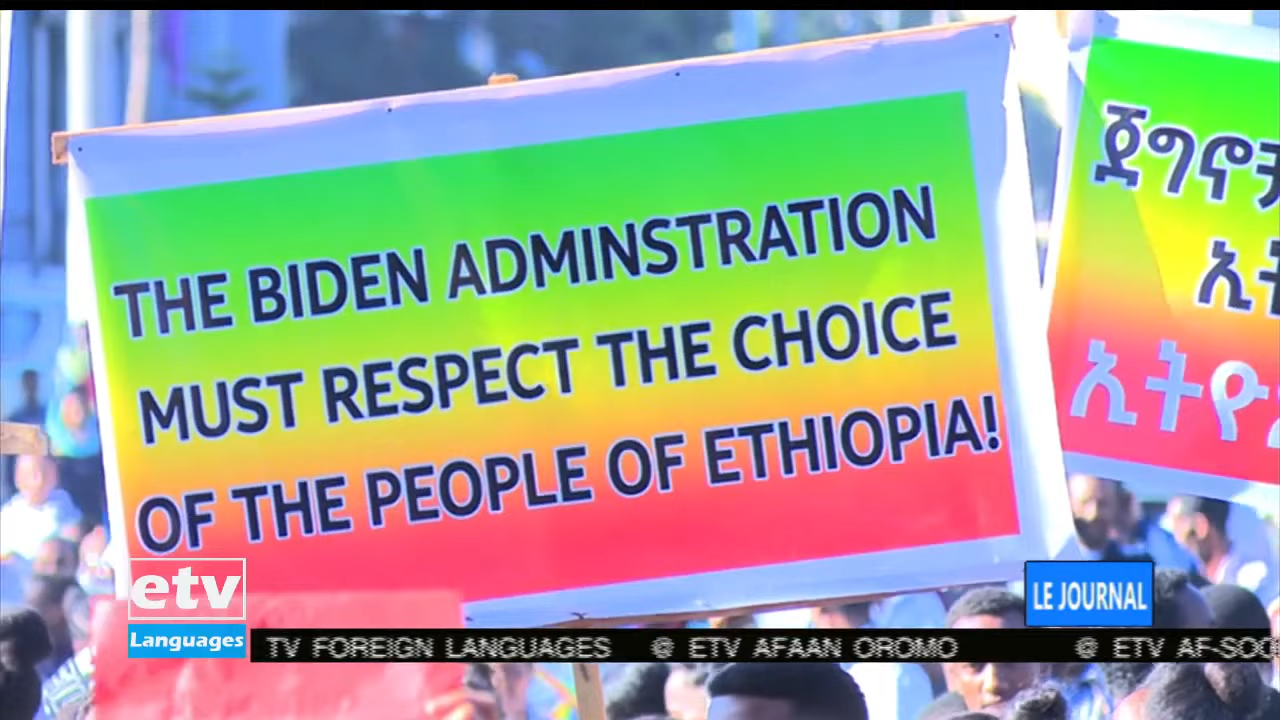 THE BIDEN ADMINSTRATION
MUST RESPECT THE CHOICE
OF THE PEOPLE OF ETHIOPIA!
etv
Languages
LE JOURNAL
TV FOREIGN LANGUAGES @ ETV AFAAN OROMO @ ETV